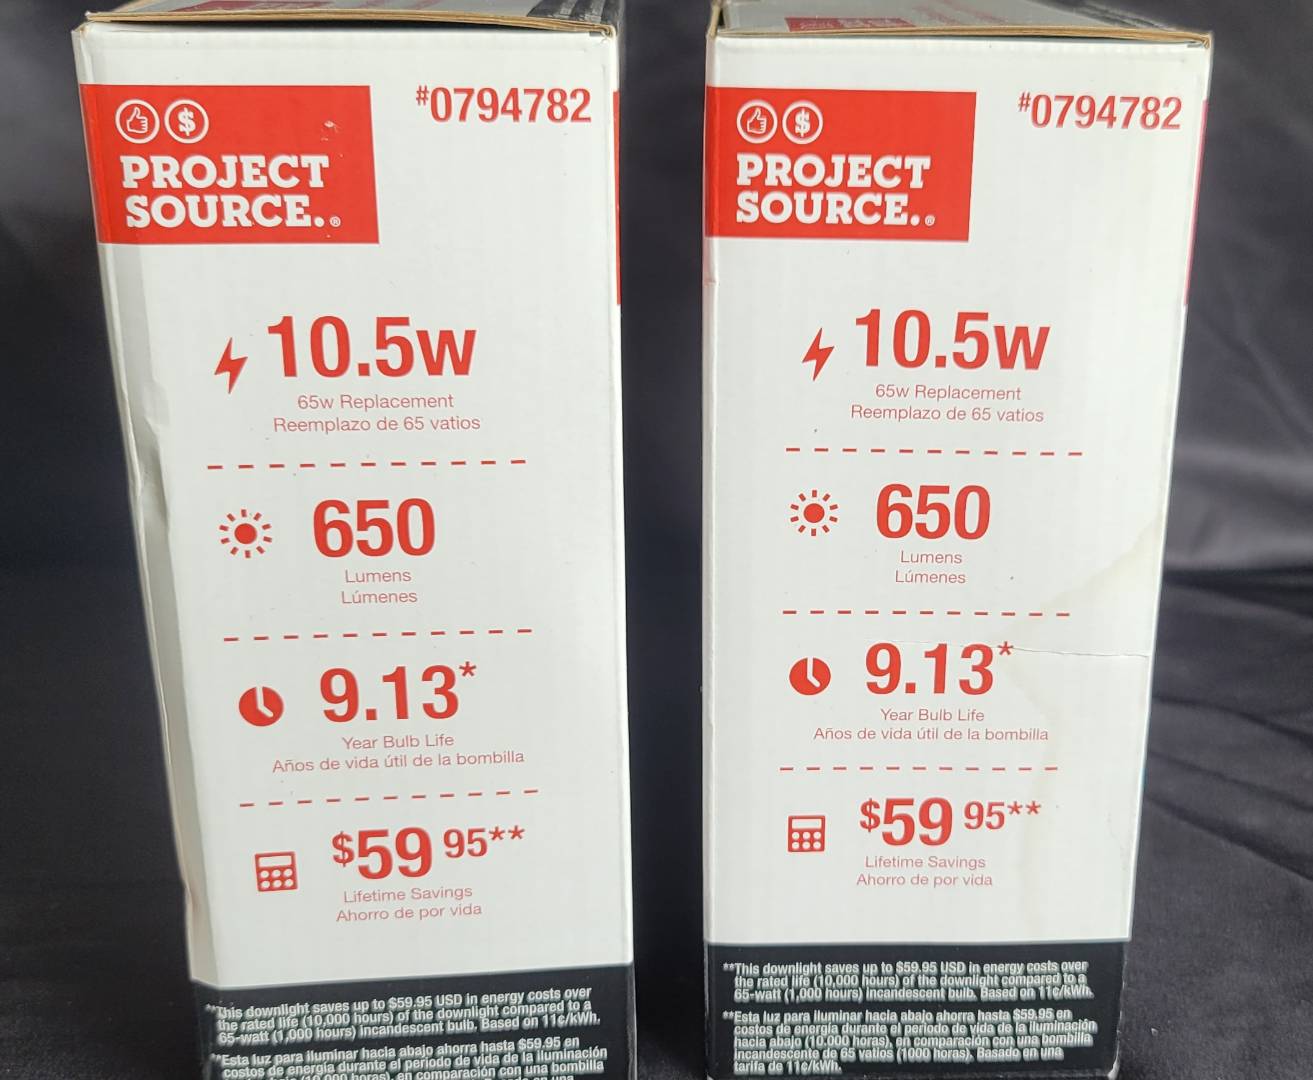 #0794782
PROJECT
SOURCE.®
10.5w
65w Replacement
Reemplazo de 65 vatios
650
Lumens
Lúmenes
9.13*
Year Bulb Life
Años de vida útil de la bombilla
$59 95**
Lifetime Savings
Ahorro de por vida
**This downlight saves up to $59.95 USD in energy costs over
the rated life (10,000 hours) of the downlight compared to a
65-watt (1,000 hours) incandescent bulb. Based on 11¢/kWh.
**Esta luz para iluminar hacia abajo ahorra hasta $59.95 en
costos de energía durante el periodo de vida de la iluminación
(10.000 horas), en comparación con una bombilla
#0794782
PROJECT
SOURCE.®
10.5w
65w Replacement
Reemplazo de 65 vatios
650
Lumens
Lúmenes
9.13*
Year Bulb Life
Años de vida útil de la bombilla
$59 95**
Lifetime Savings
Ahorro de por vida
**This downlight saves up to $59.95 USD in energy costs over
the rated life (10,000 hours) of the downlight compared to a
65-watt (1,000 hours) incandescent bulb. Based on 11¢/kWh.
**Esta luz para iluminar hacia abajo ahorra hasta $59.95 en
costos de energía durante el periodo de vida de la iluminación
hacia abajo (10.000 horas), en comparación con una bombilla
incandescente de 65 vatios (1000 horas). Basado en una
tarifa de 11¢/kWh.